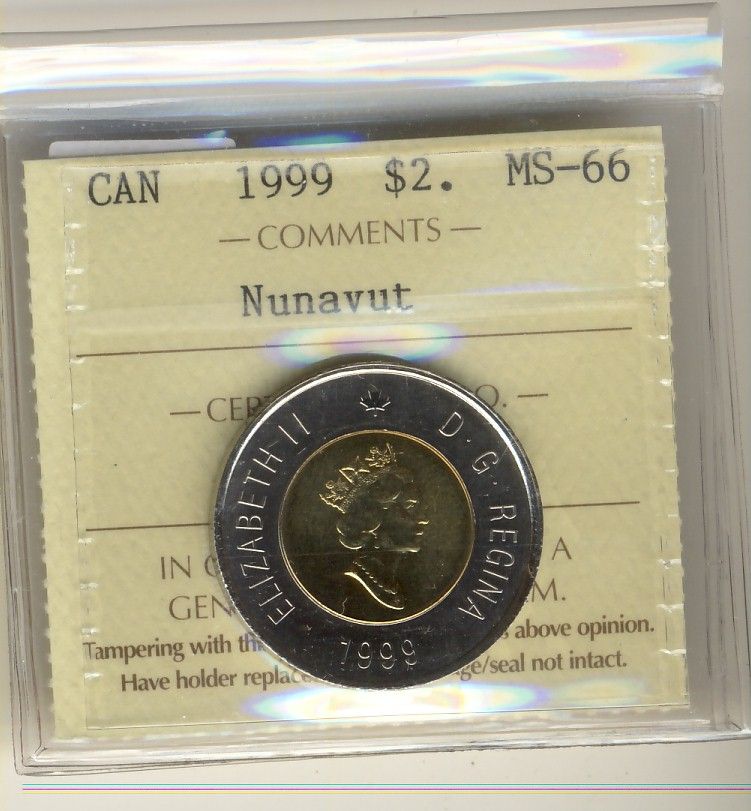 CAN 1999 $2. MS-66
— COMMENTS —
Nunavut
— CER O. —
ELIZABETH II D·G·REGINA
1999
IN A
GEN M.
Tampering with thi above opinion.
Have holder replace ge/seal not intact.